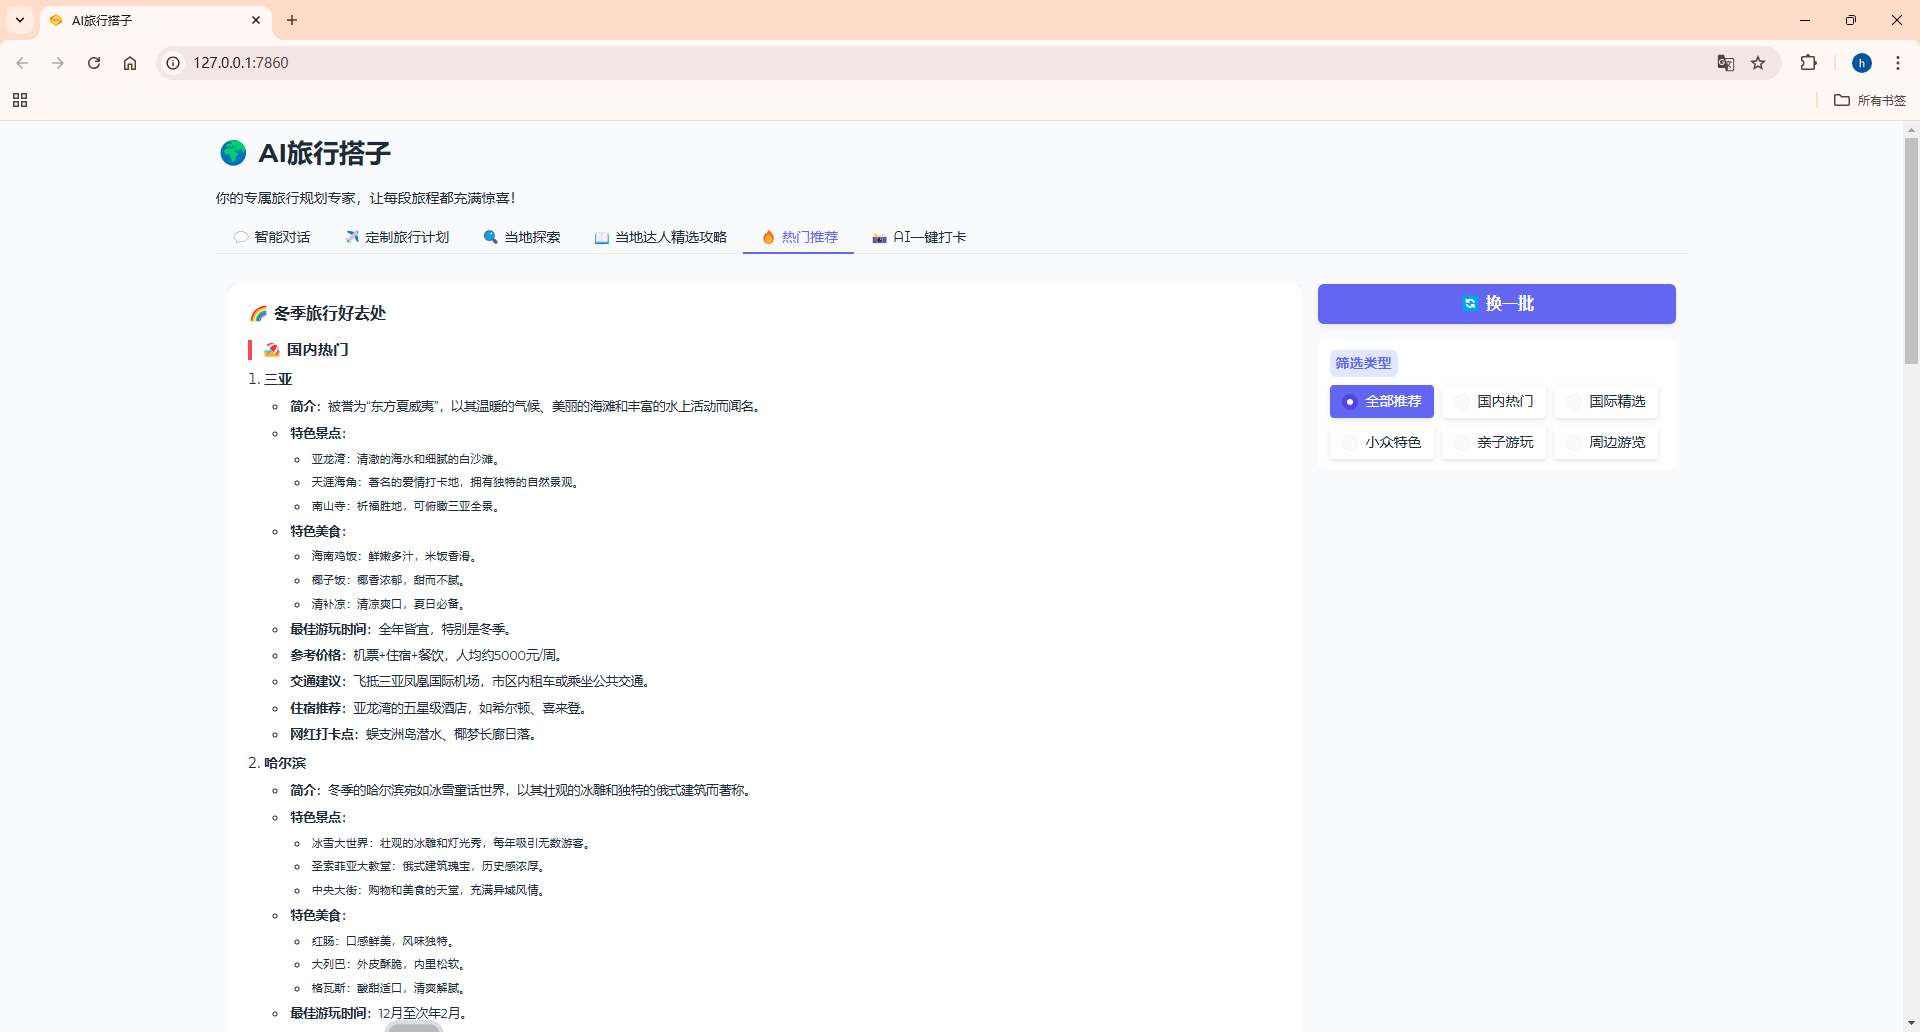 AI旅行搭子
127.0.0.1:7860
h
所有书签
AI旅行搭子
你的专属旅行规划专家，让每段旅程都充满惊喜！
智能对话
定制旅行计划
当地探索
当地达人精选攻略
热门推荐
AI一键打卡
冬季旅行好去处
国内热门
1. 三亚
简介：被誉为“东方夏威夷”，以其温暖的气候、美丽的海滩和丰富的水上活动而闻名。
特色景点：
亚龙湾：清澈的海水和细腻的白沙滩。
天涯海角：著名的爱情打卡地，拥有独特的自然景观。
南山寺：祈福胜地，可俯瞰三亚全景。
特色美食：
海南鸡饭：鲜嫩多汁，米饭香滑。
椰子饭：椰香浓郁，甜而不腻。
清补凉：清凉爽口，夏日必备。
最佳游玩时间：全年皆宜，特别是冬季。
参考价格：机票+住宿+餐饮，人均约5000元/周。
交通建议：飞抵三亚凤凰国际机场，市区内租车或乘坐公共交通。
住宿推荐：亚龙湾的五星级酒店，如希尔顿、喜来登。
网红打卡点：蜈支洲岛潜水、椰梦长廊日落。
2. 哈尔滨
简介：冬季的哈尔滨宛如冰雪童话世界，以其壮观的冰雕和独特的俄式建筑而著称。
特色景点：
冰雪大世界：壮观的冰雕和灯光秀，每年吸引无数游客。
圣索菲亚大教堂：俄式建筑瑰宝，历史感浓厚。
中央大街：购物和美食的天堂，充满异域风情。
特色美食：
红肠：口感鲜美，风味独特。
大列巴：外皮酥脆，内里松软。
格瓦斯：酸甜适口，清爽解腻。
最佳游玩时间：12月至次年2月。
换一批
筛选类型
全部推荐
国内热门
国际精选
小众特色
亲子游玩
周边游览